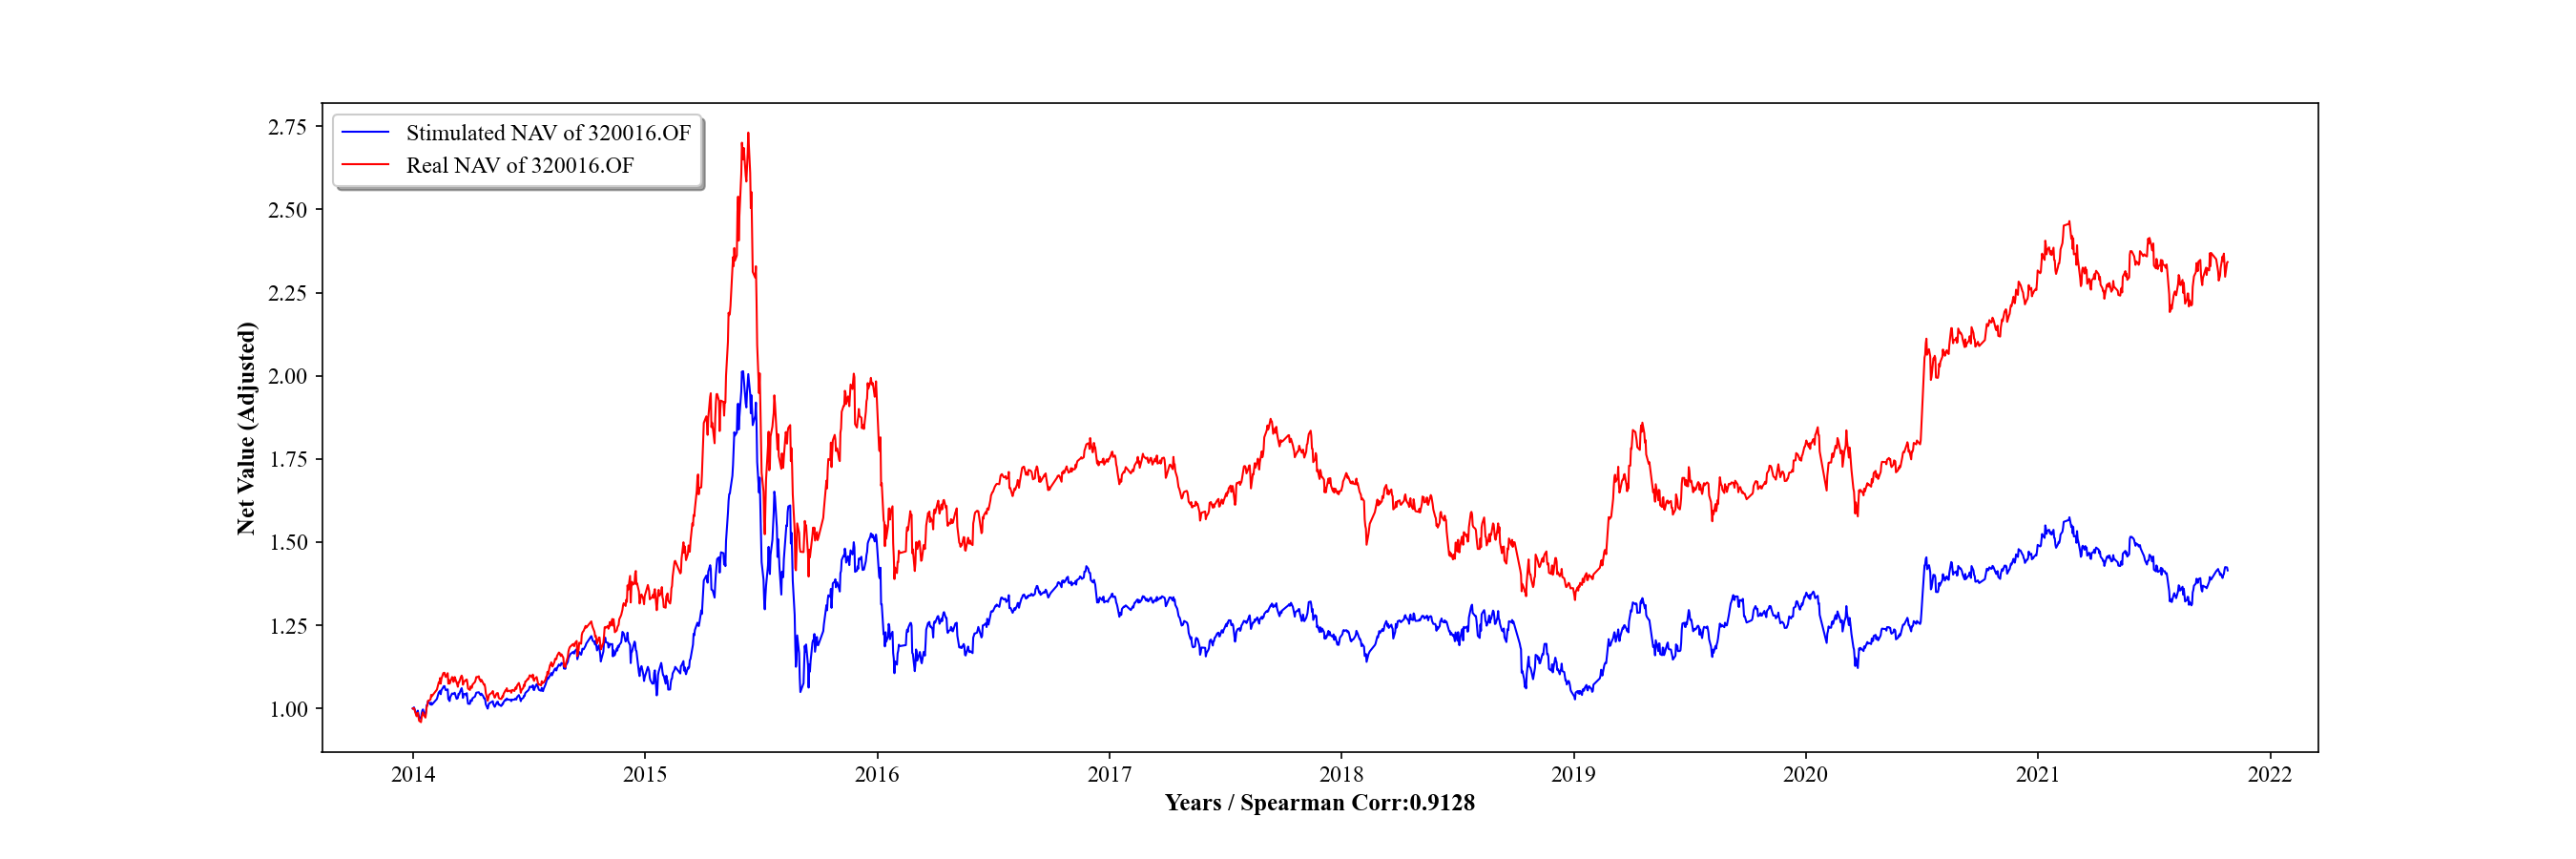 Stimulated NAV of 320016.OF
Real NAV of 320016.OF
Net Value (Adjusted)
2.75
2.50
2.25
2.00
1.75
1.50
1.25
1.00
2014 2015 2016 2017 2018 2019 2020 2021 2022
Years / Spearman Corr:0.9128